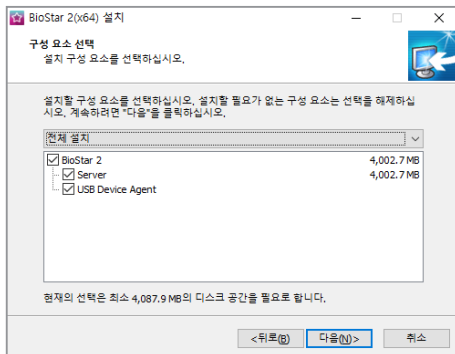 BioStar 2(x64) 설치
구성 요소 선택
설치 구성 요소를 선택하십시오.
설치할 구성 요소를 선택하십시오. 설치할 필요가 없는 구성 요소는 선택을 해제하십
시오. 계속하려면 "다음"을 클릭하십시오.
전체 설치
BioStar 2 4,002.7 MB
Server 4,002.7 MB
USB Device Agent
현재의 선택은 최소 4,087.9 MB의 디스크 공간을 필요로 합니다.
<뒤로(B) 다음(N)> 취소